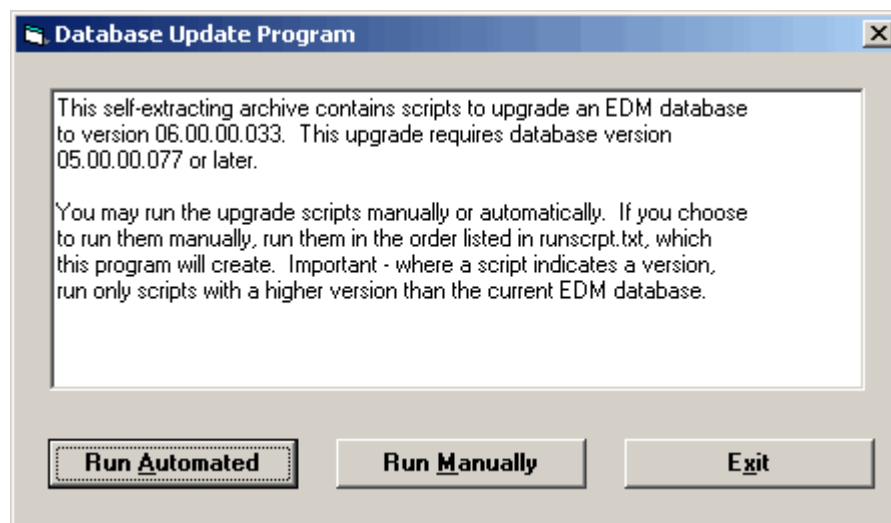 Database Update Program
This self-extracting archive contains scripts to upgrade an EDM database
to version 06.00.00.033.  This upgrade requires database version
05.00.00.077 or later.
You may run the upgrade scripts manually or automatically.  If you choose
to run them manually, run them in the order listed in runscrpt.txt, which
this program will create.  Important - where a script indicates a version,
run only scripts with a higher version than the current EDM database.
Run Automated
Run Manually
Exit